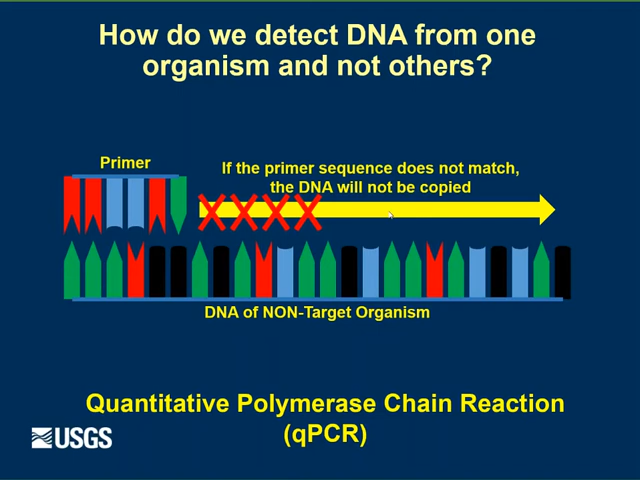 How do we detect DNA from one
organism and not others?
Primer
If the primer sequence does not match,
the DNA will not be copied
DNA of NON-Target Organism
Quantitative Polymerase Chain Reaction
(qPCR)
USGS